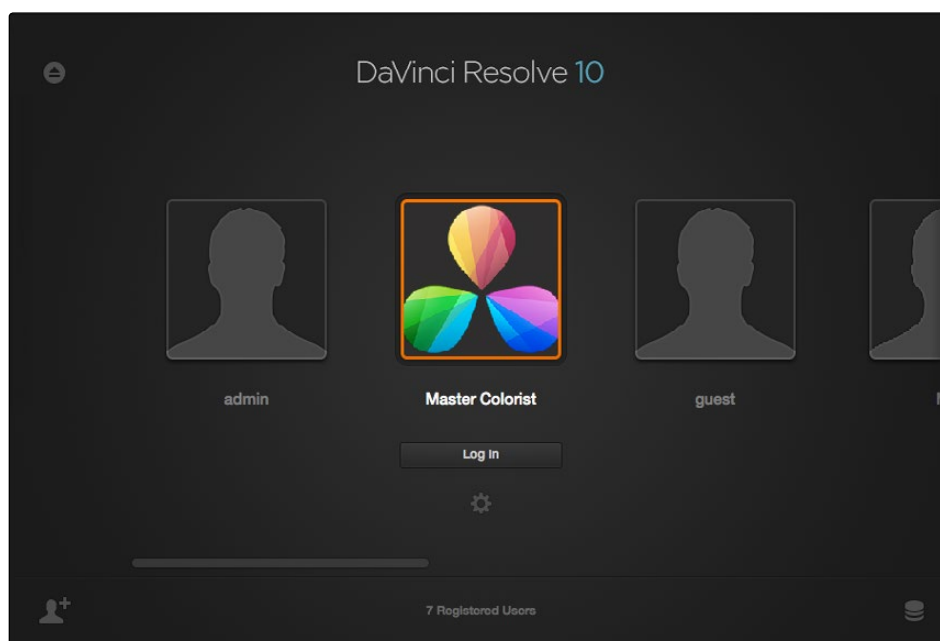 DaVinci Resolve 10
admin
Master Colorist
guest
Log In
7 Registered Users